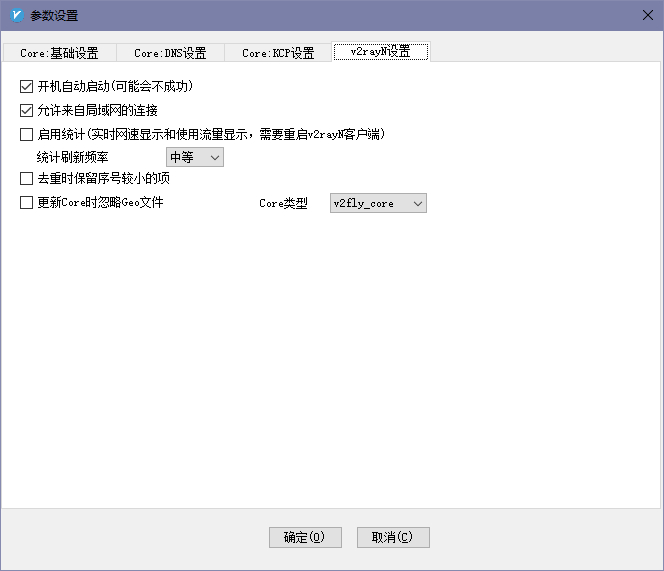 参数设置
Core:基础设置 Core:DNS设置 Core:KCP设置 v2rayN设置
开机自动启动(可能会不成功)
允许来自局域网的连接
启用统计(实时网速显示和使用流量显示，需要重启v2rayN客户端)
统计刷新频率 中等
去重时保留序号较小的项
更新Core时忽略Geo文件 Core类型 v2fly_core
确定(O) 取消(C)